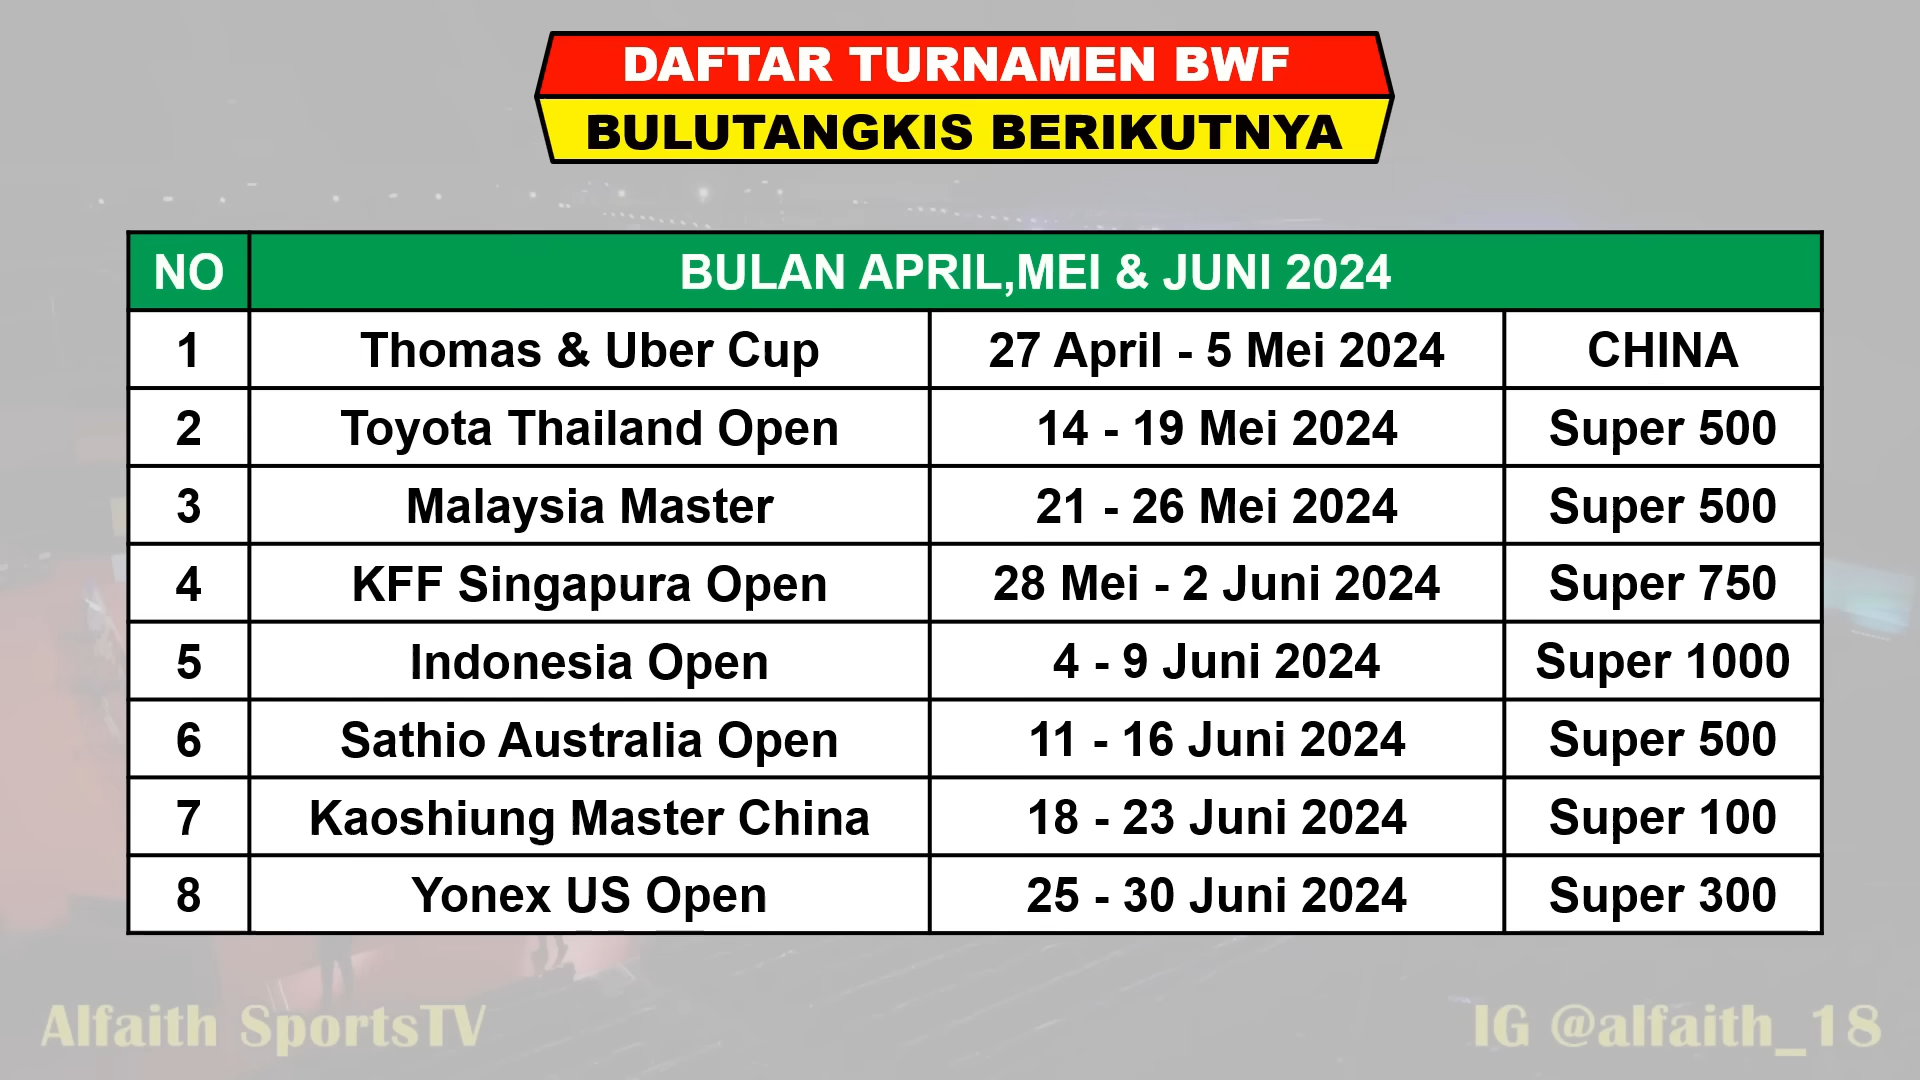 DAFTAR TURNAMEN BWF
BULUTANGKIS BERIKUTNYA
NO BULAN APRIL,MEI & JUNI 2024
1 Thomas & Uber Cup 27 April - 5 Mei 2024 CHINA
2 Toyota Thailand Open 14 - 19 Mei 2024 Super 500
3 Malaysia Master 21 - 26 Mei 2024 Super 500
4 KFF Singapura Open 28 Mei - 2 Juni 2024 Super 750
5 Indonesia Open 4 - 9 Juni 2024 Super 1000
6 Sathio Australia Open 11 - 16 Juni 2024 Super 500
7 Kaoshiung Master China 18 - 23 Juni 2024 Super 100
8 Yonex US Open 25 - 30 Juni 2024 Super 300
Alfaith SportsTV IG @alfaith_18